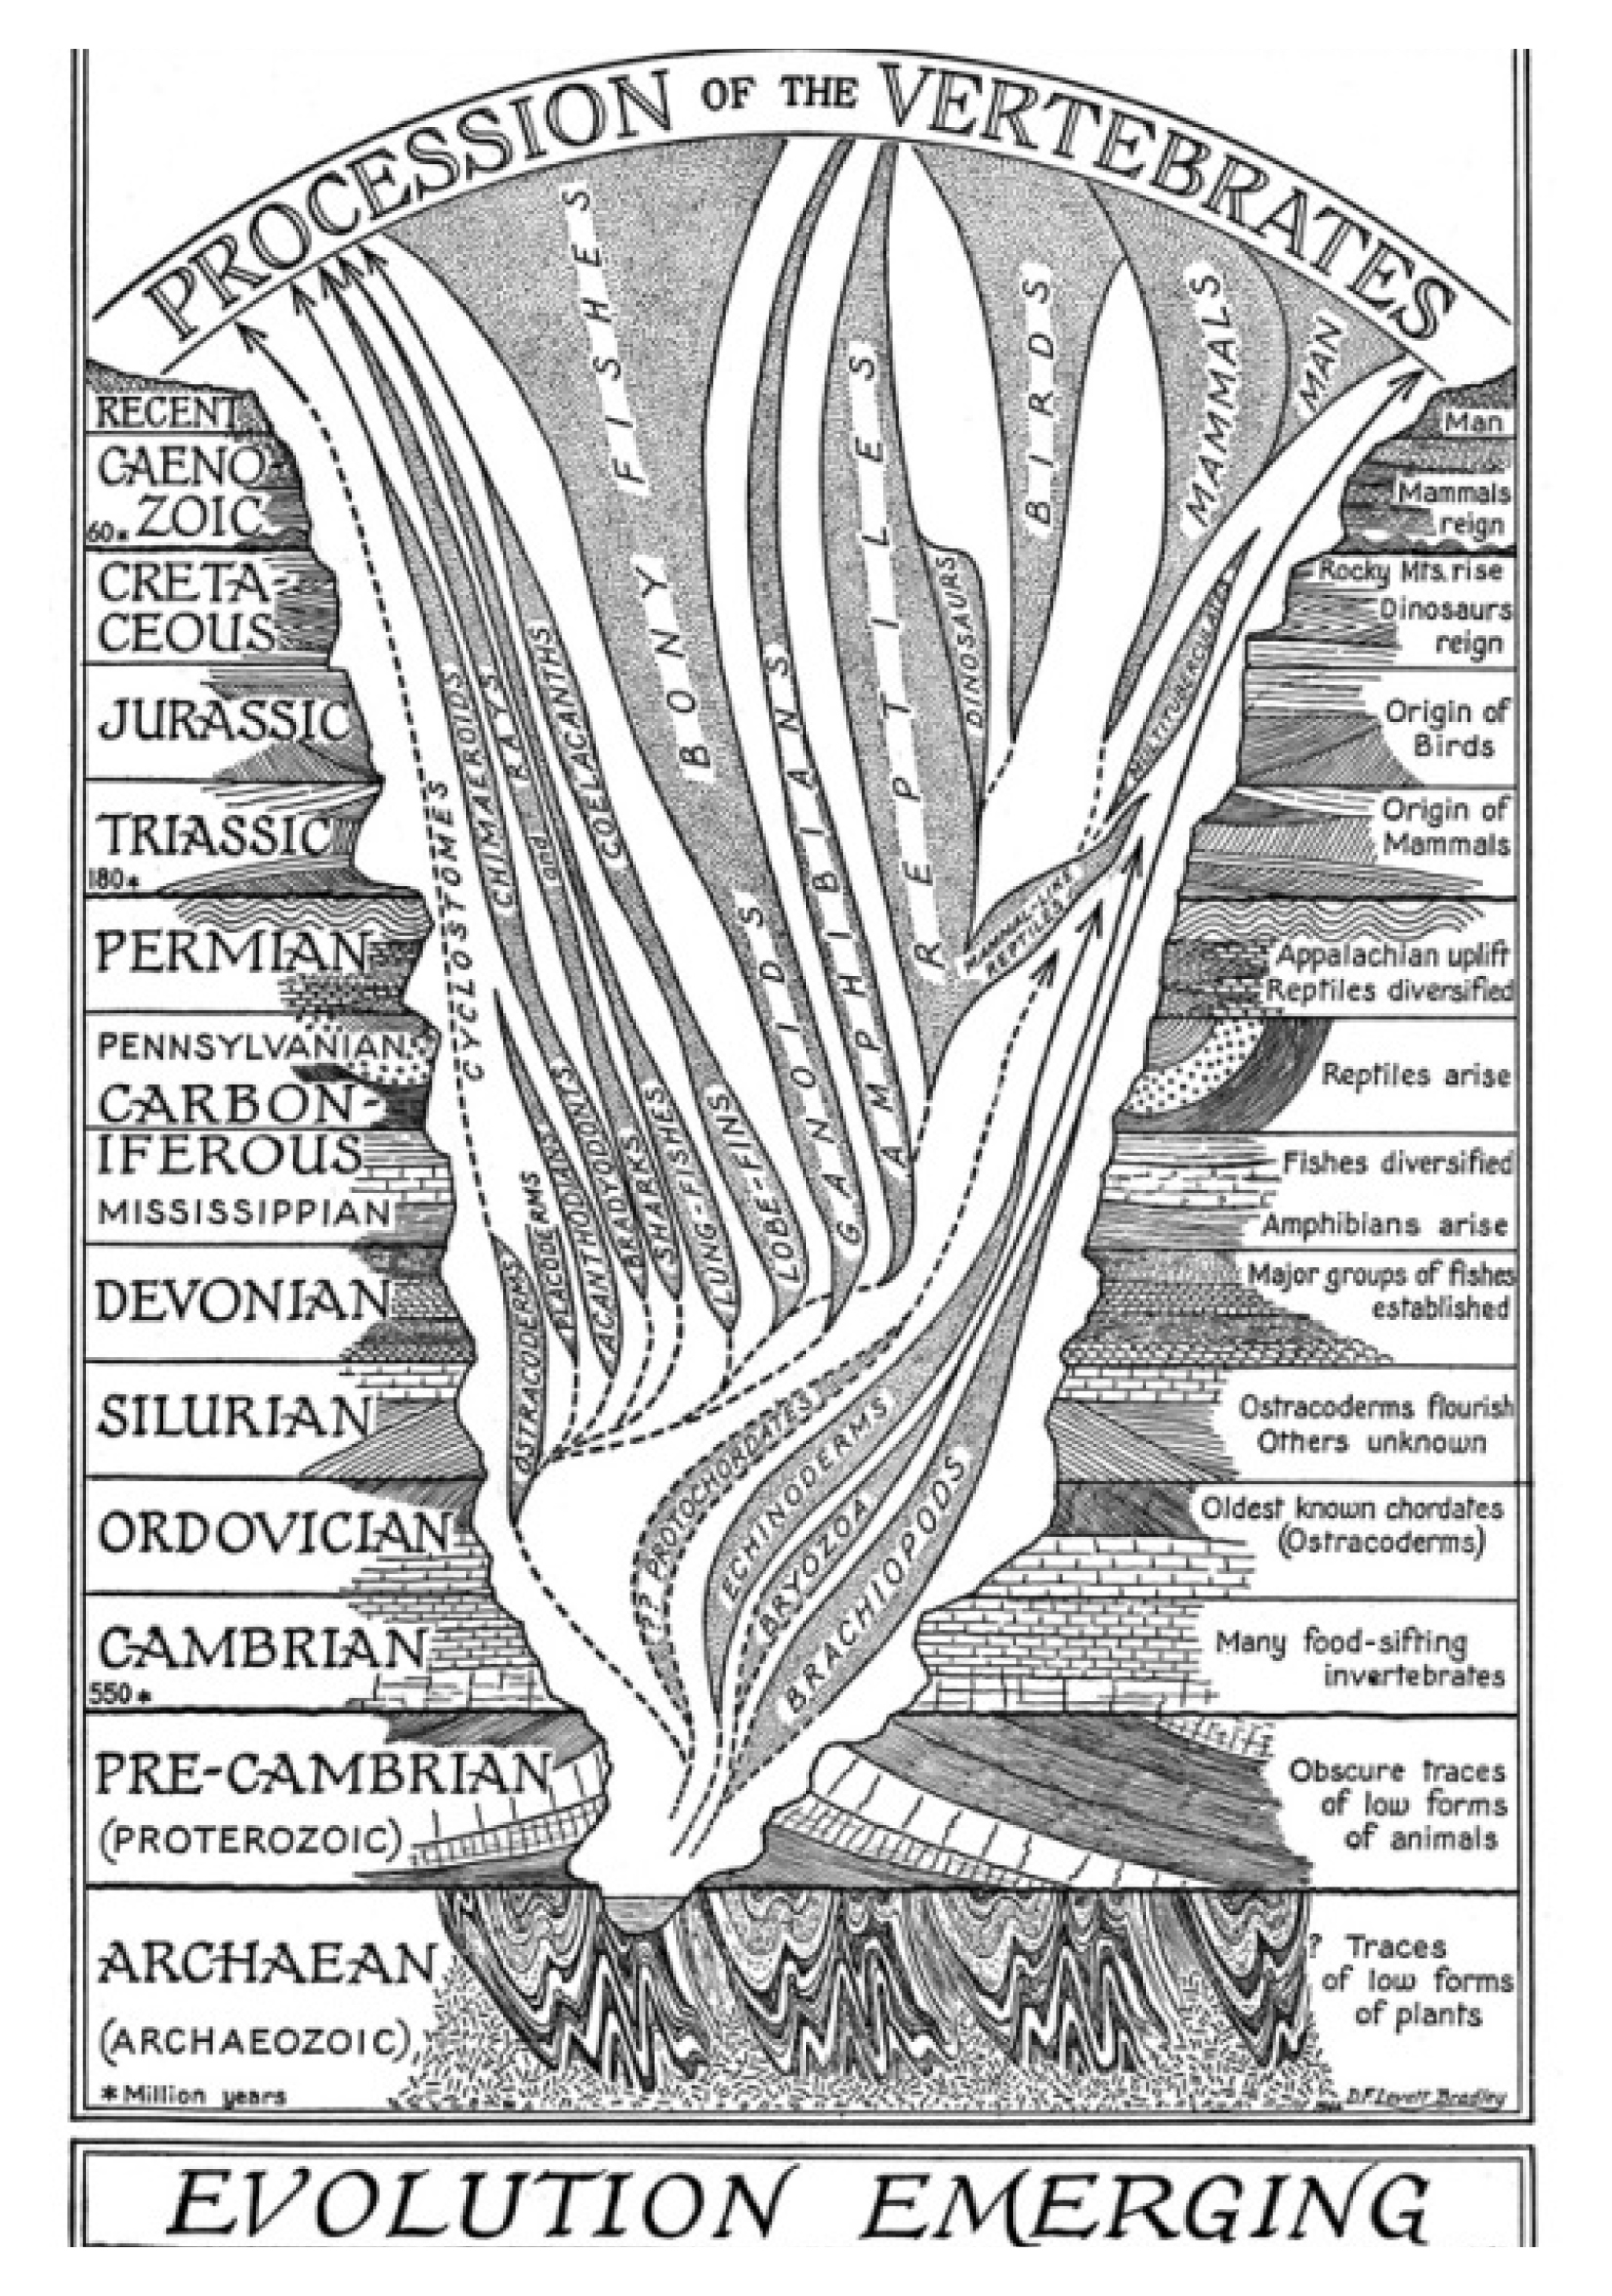 PROCESSION OF THE VERTEBRATES
RECENT
CAENO-
ZOIC
60*
CRETA-
CEOUS
JURASSIC
TRIASSIC
180*
PERMIAN
PENNSYLVANIAN
CARBON-
IFEROUS
MISSISSIPPIAN
DEVONIAN
SILURIAN
ORDOVICIAN
CAMBRIAN
550*
PRE-CAMBRIAN
(PROTEROZOIC)
ARCHAEAN
(ARCHAEOZOIC)
* Million years
CYCLOSTOMES
CHIMAEROIDS
and RAYS
COELACANTHS
BONY FISHES
AMPHIBIANS
REPTILES
DINOSAURS
BIRDS
MAMMALS
MAN
MULTITUBERCULATES
MAMMAL-LIKE
REPTILES
OSTRACODERMS
PLACODERMS
ACANTHODIANS
BRADYODONTS
SHARKS
LUNG-FISHES
LOBE-FINS
GANOIDS
?? PROTOCHORDATES
ECHINODERMS
BRYOZOA
BRACHIOPODS
Man
Mammals
reign
Rocky Mts. rise
Dinosaurs
reign
Origin of
Birds
Origin of
Mammals
Appalachian uplift
Reptiles diversified
Reptiles arise
Fishes diversified
Amphibians arise
Major groups of fishes
established
Ostracoderms flourish
Others unknown
Oldest known chordates
(Ostracoderms)
Many food-sifting
invertebrates
Obscure traces
of low forms
of animals
? Traces
of low forms
of plants
D.F. Levett Bradley
EVOLUTION EMERGING